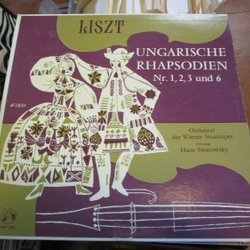 LISZT
UNGARISCHE
RHAPSODIEN
Nr. 1, 2, 3 und 6
Orchester
der Wiener Staatsoper
Leitung
Hans Swarowsky